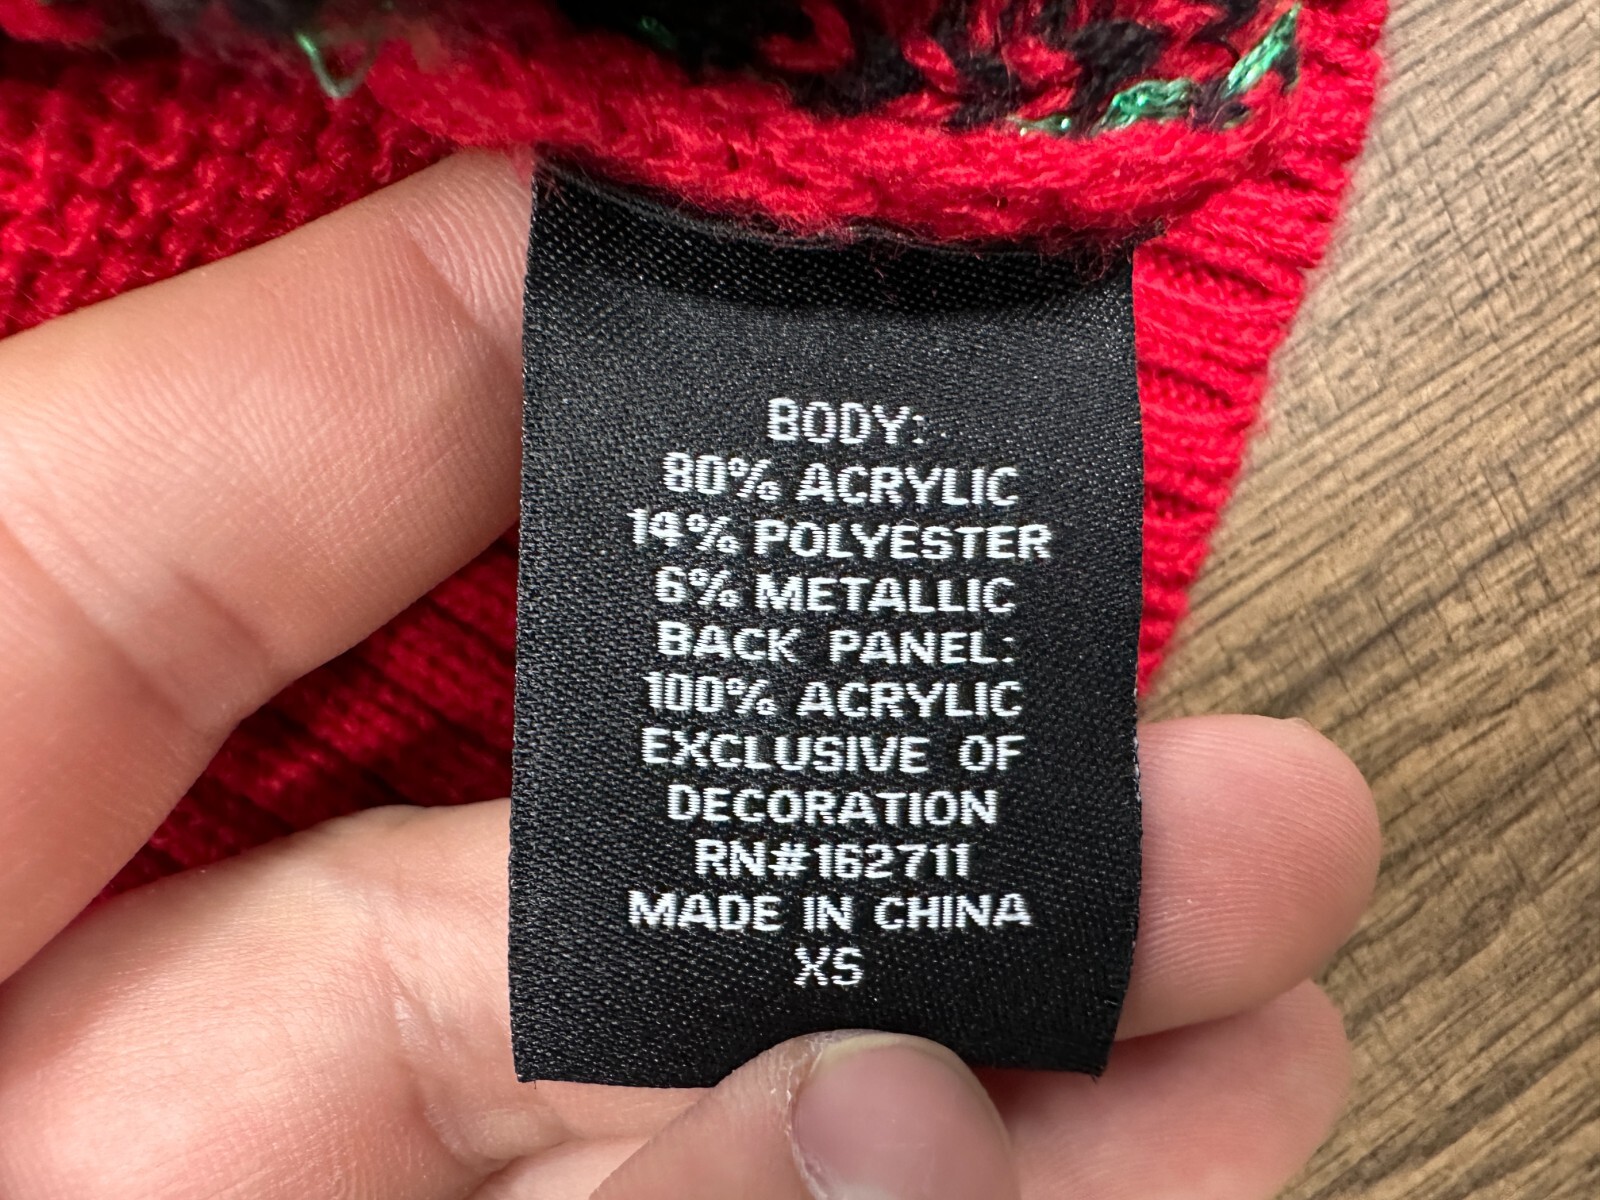 BODY:
80% ACRYLIC
14% POLYESTER
6% METALLIC
BACK PANEL:
100% ACRYLIC
EXCLUSIVE OF
DECORATION
RN#162711
MADE IN CHINA
XS